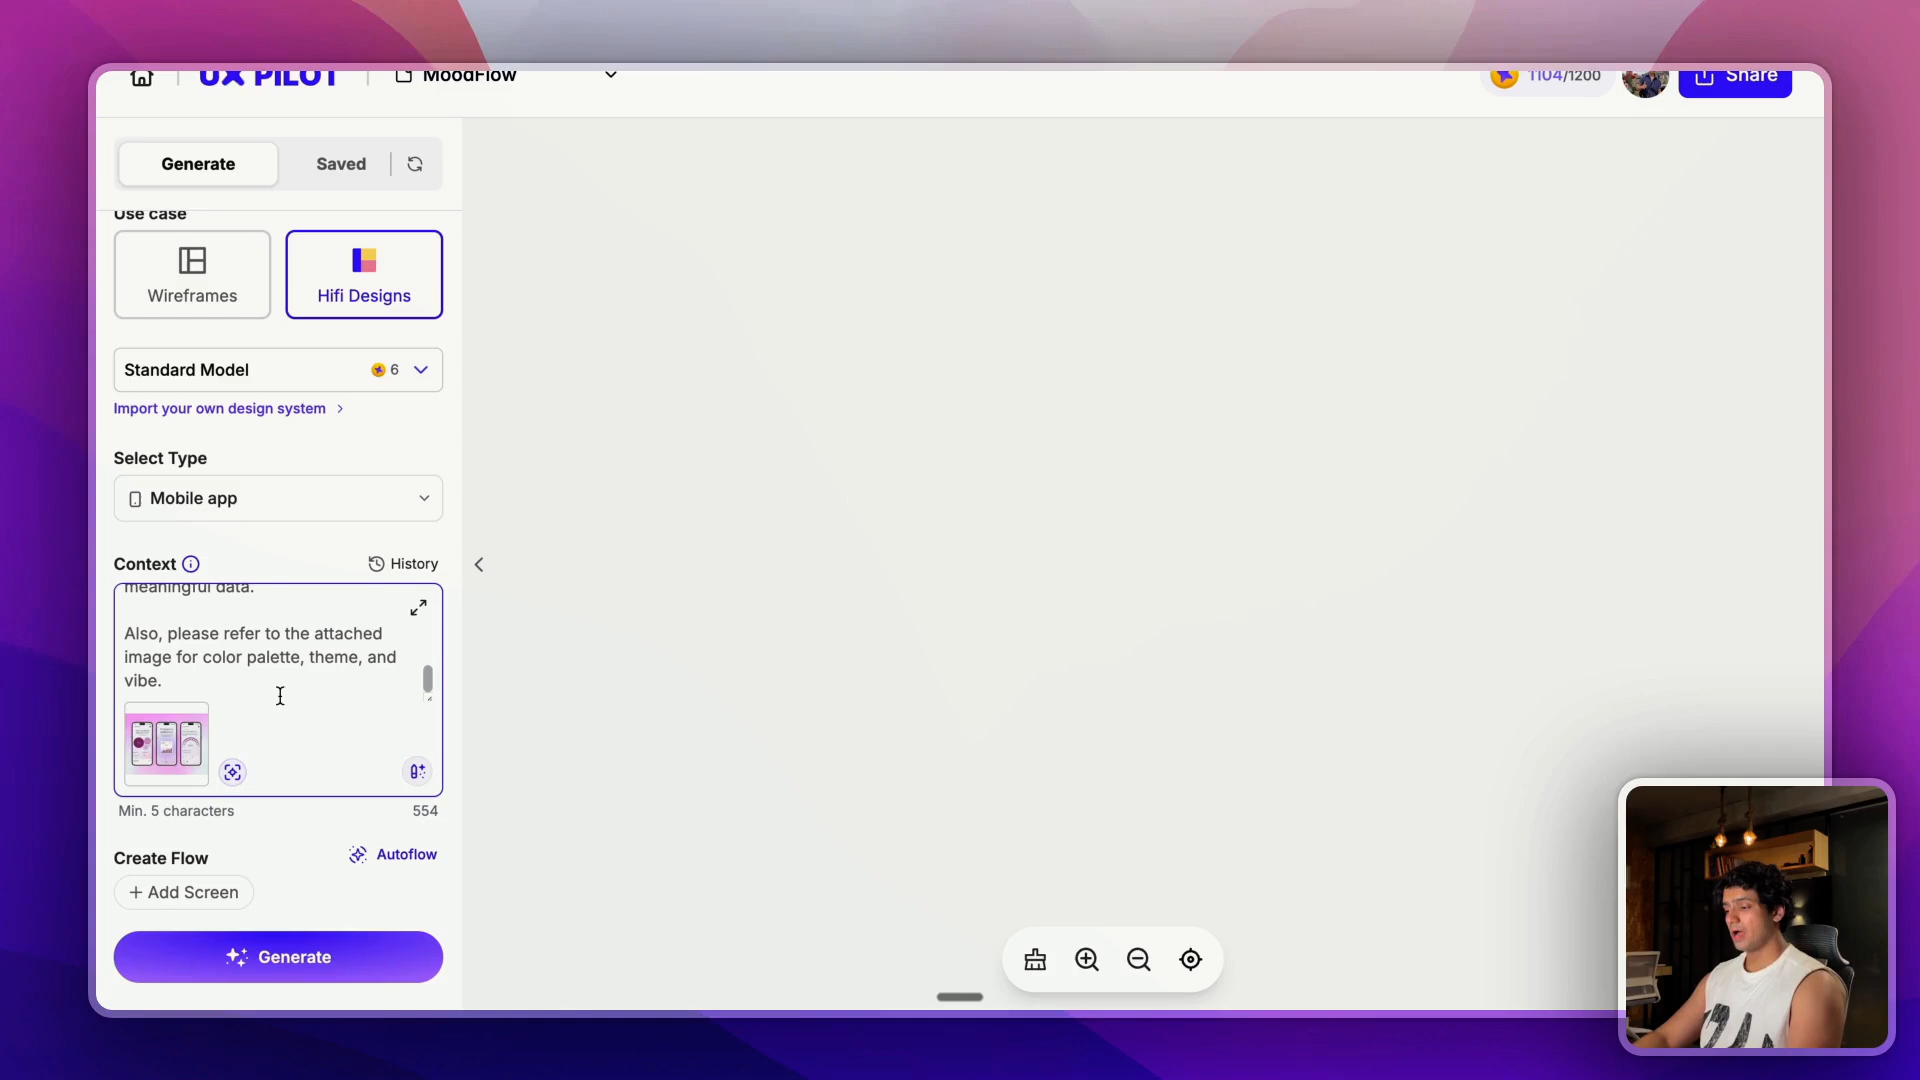 UX PILOT
MoodFlow
1104/1200
Share
Generate
Saved
Use case
Wireframes
Hifi Designs
Standard Model
6
Import your own design system
Select Type
Mobile app
Context
History
meaningful data.
Also, please refer to the attached
image for color palette, theme, and
vibe.
Min. 5 characters
554
Create Flow
Autoflow
+ Add Screen
Generate